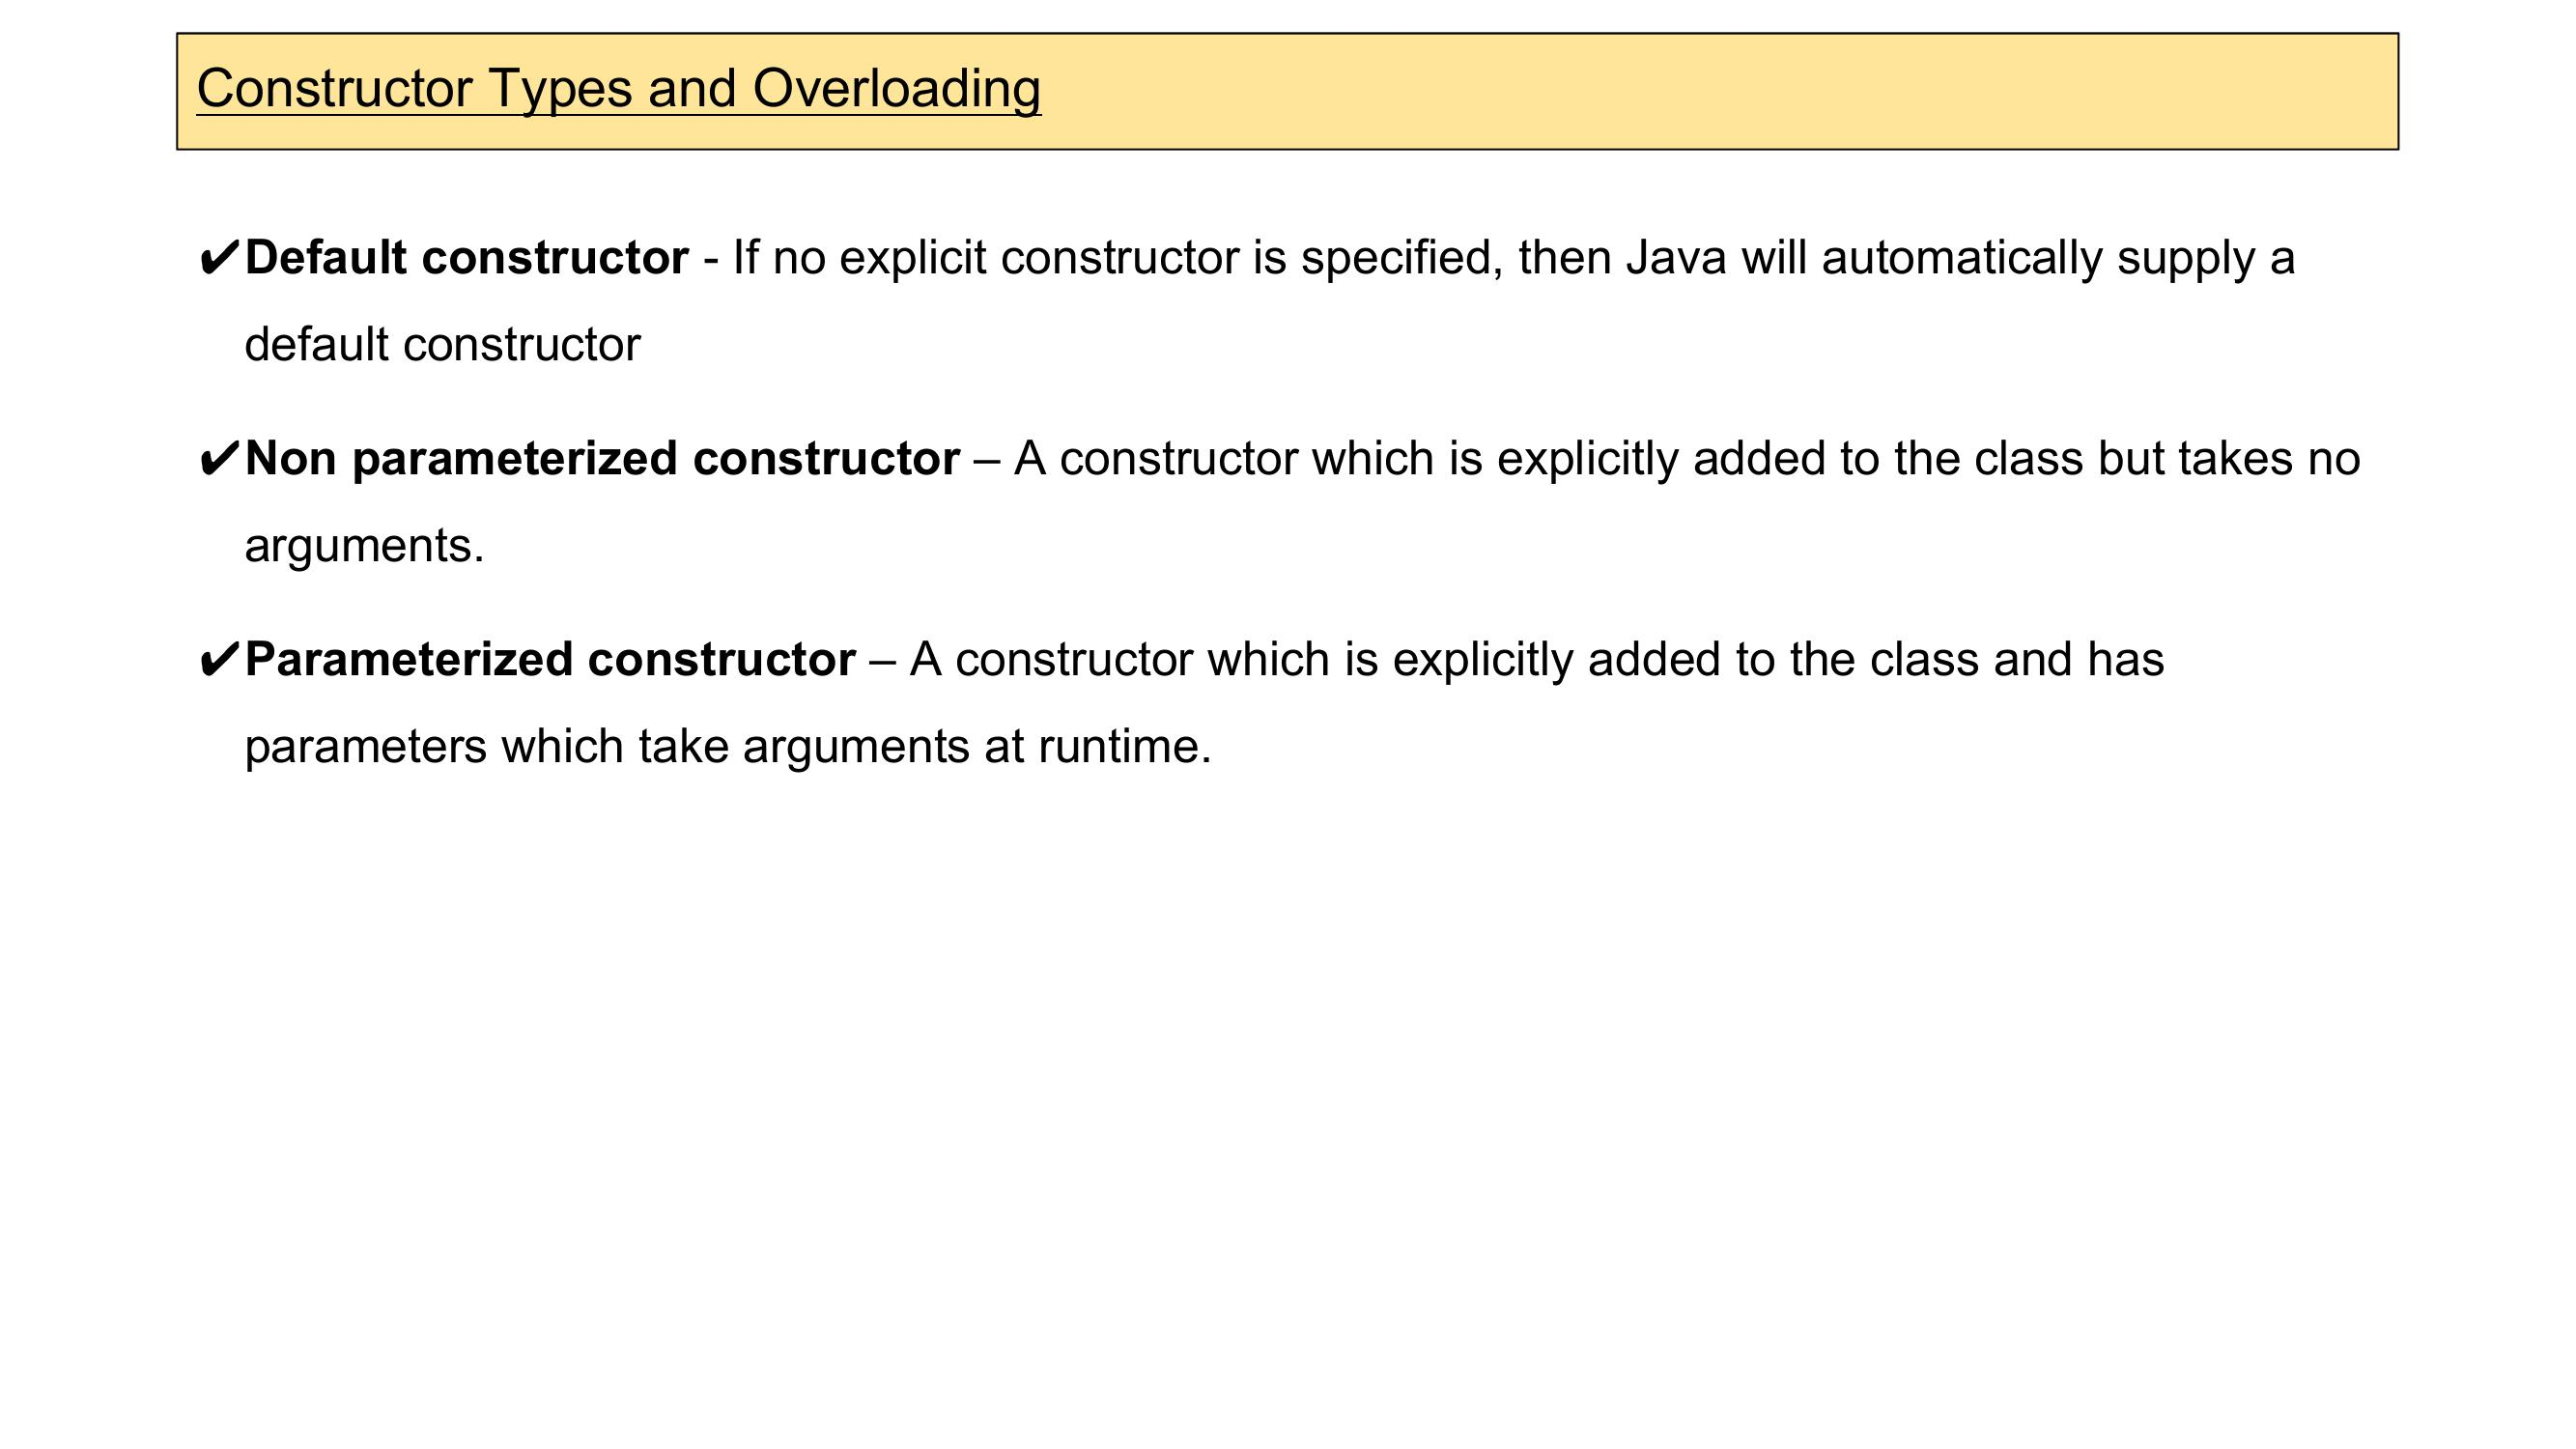 Constructor Types and Overloading
✔Default constructor - If no explicit constructor is specified, then Java will automatically supply a
default constructor
✔Non parameterized constructor – A constructor which is explicitly added to the class but takes no
arguments.
✔Parameterized constructor – A constructor which is explicitly added to the class and has
parameters which take arguments at runtime.